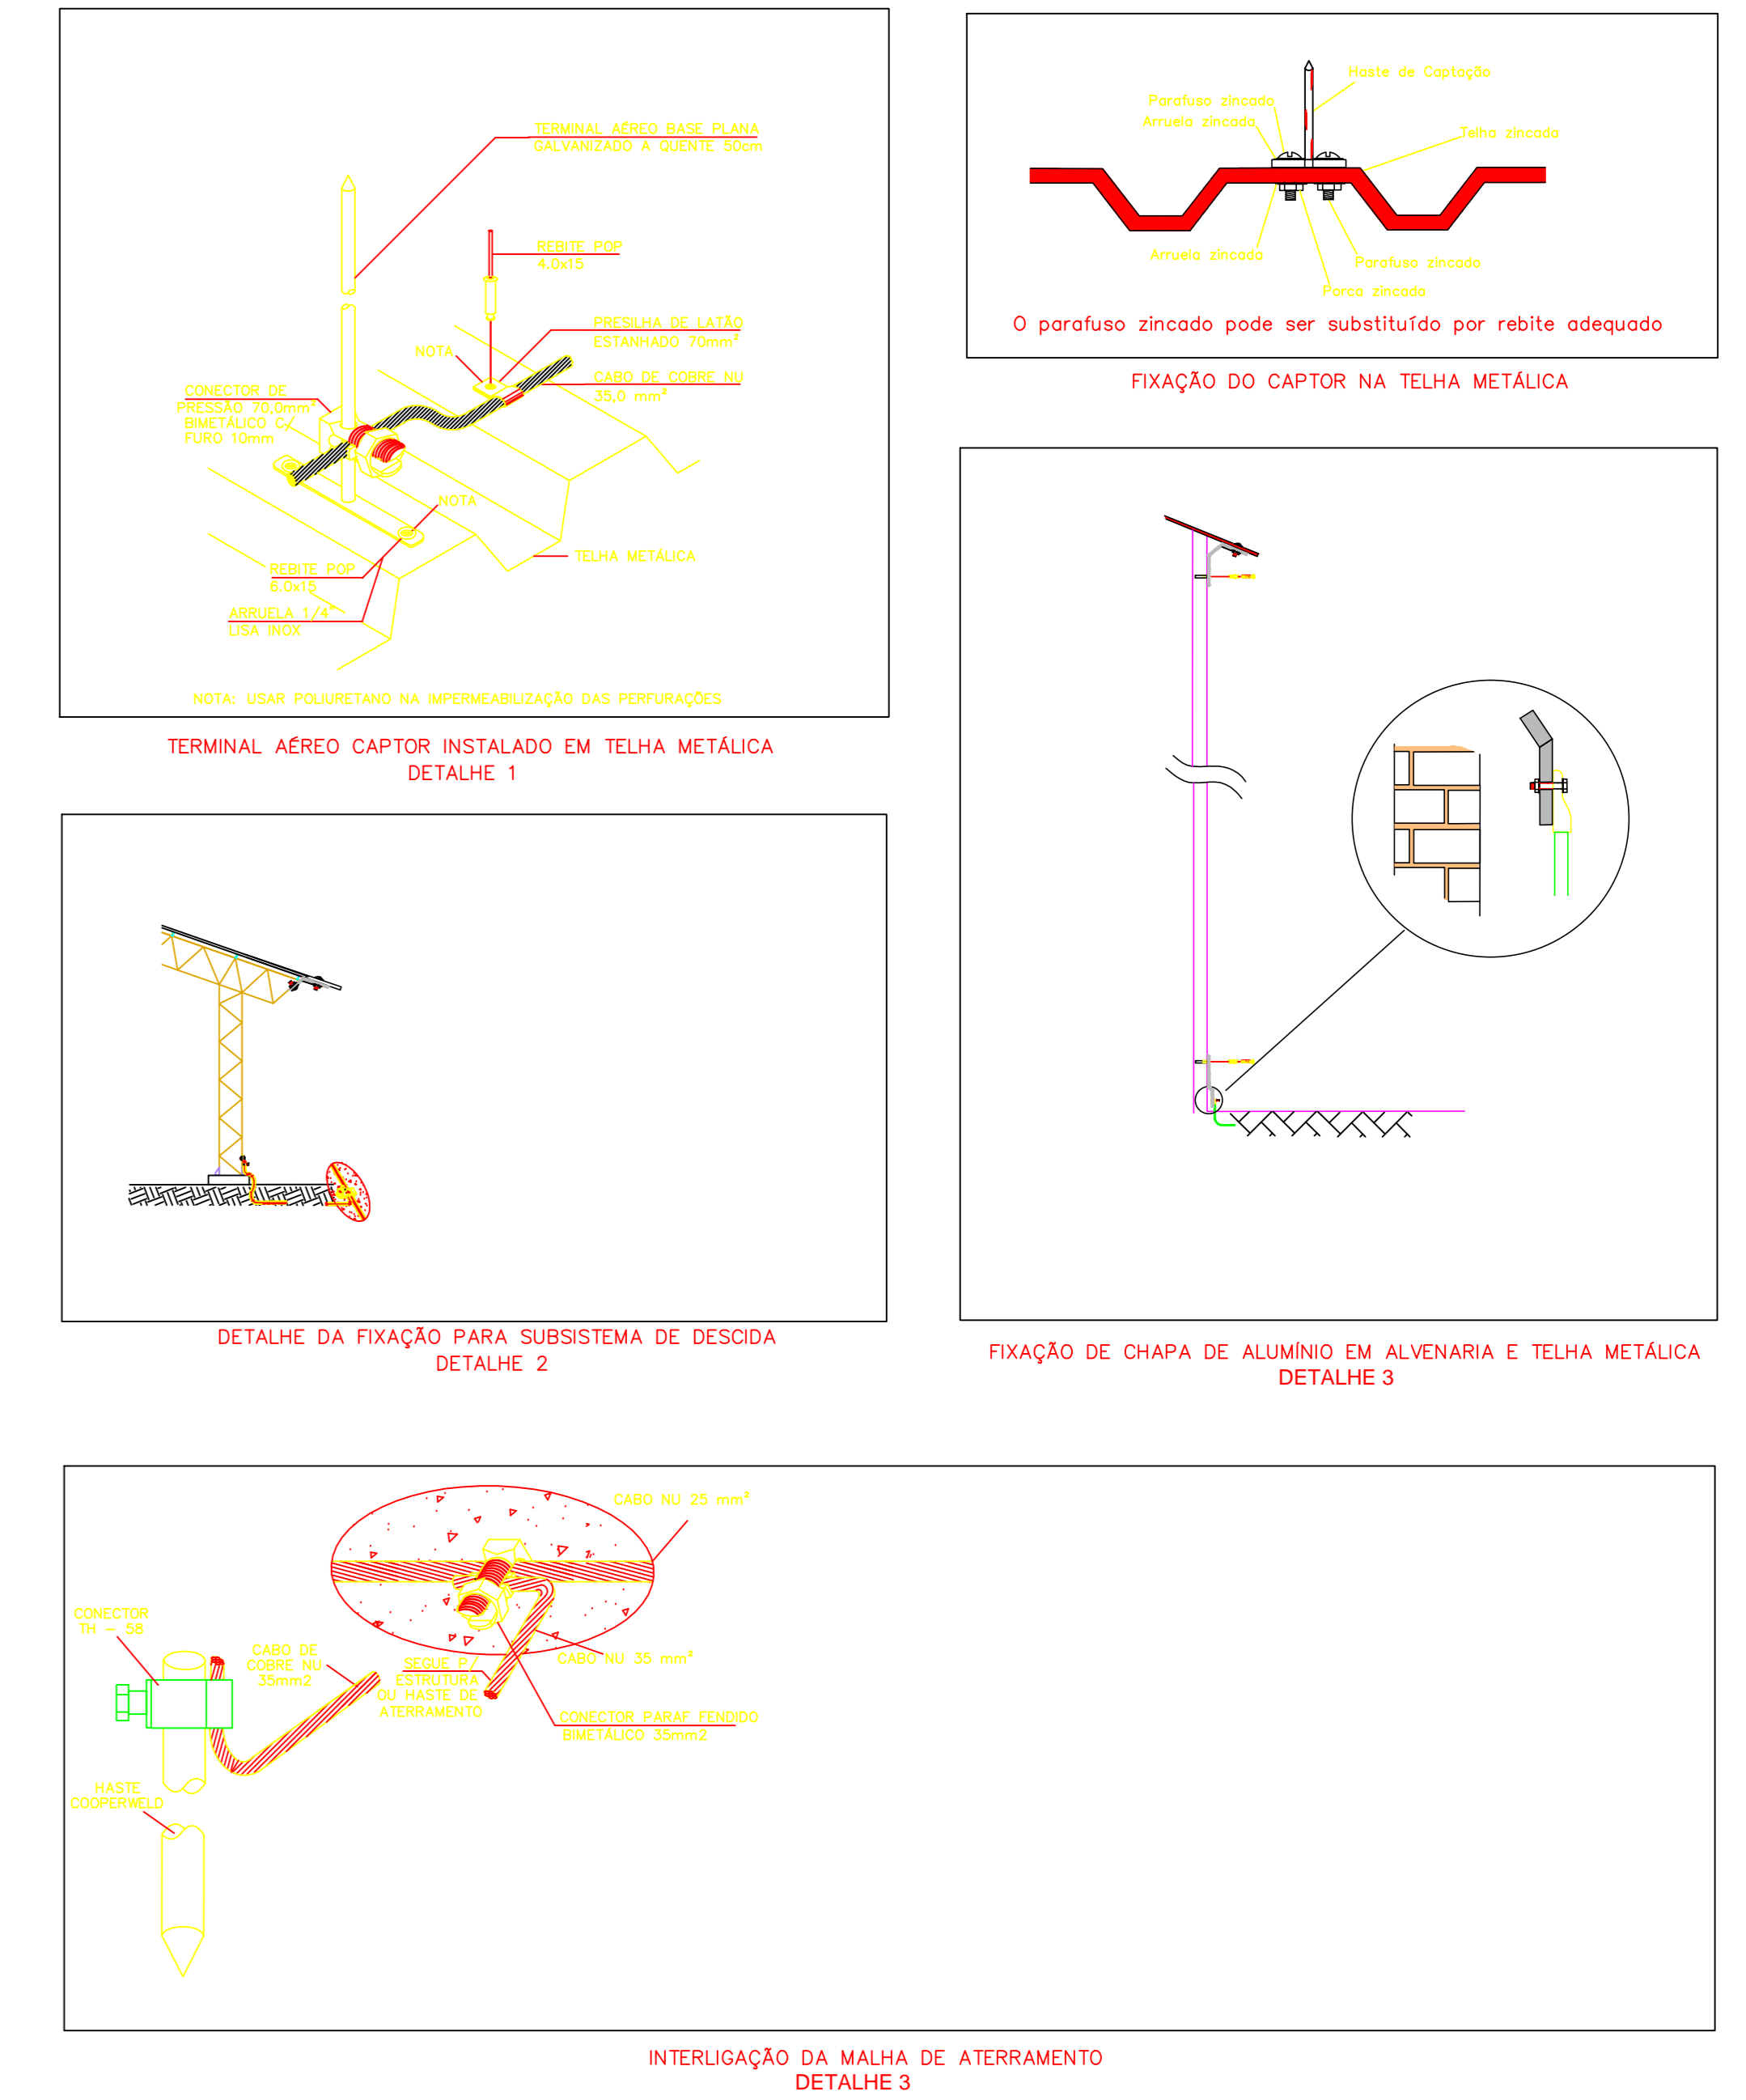 TERMINAL AÉREO BASE PLANA
GALVANIZADO A QUENTE 50cm
REBITE POP
4.0x15
PRESILHA DE LATÃO
ESTANHADO 70mm²
NOTA
CABO DE COBRE NU
35,0 mm²
CONECTOR DE
PRESSÃO 70,0mm²
BIMETÁLICO C/
FURO 10mm
NOTA
TELHA METÁLICA
REBITE POP
6.0x15
ARRUELA 1/4"
LISA INOX
NOTA: USAR POLIURETANO NA IMPERMEABILIZAÇÃO DAS PERFURAÇÕES
TERMINAL AÉREO CAPTOR INSTALADO EM TELHA METÁLICA
DETALHE 1
Haste de Captação
Parafuso zincado
Arruela zincada
Telha zincada
Arruela zincada
Parafuso zincado
Porca zincada
O parafuso zincado pode ser substituído por rebite adequado
FIXAÇÃO DO CAPTOR NA TELHA METÁLICA
DETALHE DA FIXAÇÃO PARA SUBSISTEMA DE DESCIDA
DETALHE 2
FIXAÇÃO DE CHAPA DE ALUMÍNIO EM ALVENARIA E TELHA METÁLICA
DETALHE 3
CABO NU 25 mm²
CONECTOR
TH - 58
CABO DE
COBRE NU
35mm2
SEGUE P/
ESTRUTURA
OU HASTE DE
ATERRAMENTO
CABO NU 35 mm²
CONECTOR PARAF FENDIDO
BIMETÁLICO 35mm2
HASTE
COOPERWELD
INTERLIGAÇÃO DA MALHA DE ATERRAMENTO
DETALHE 3